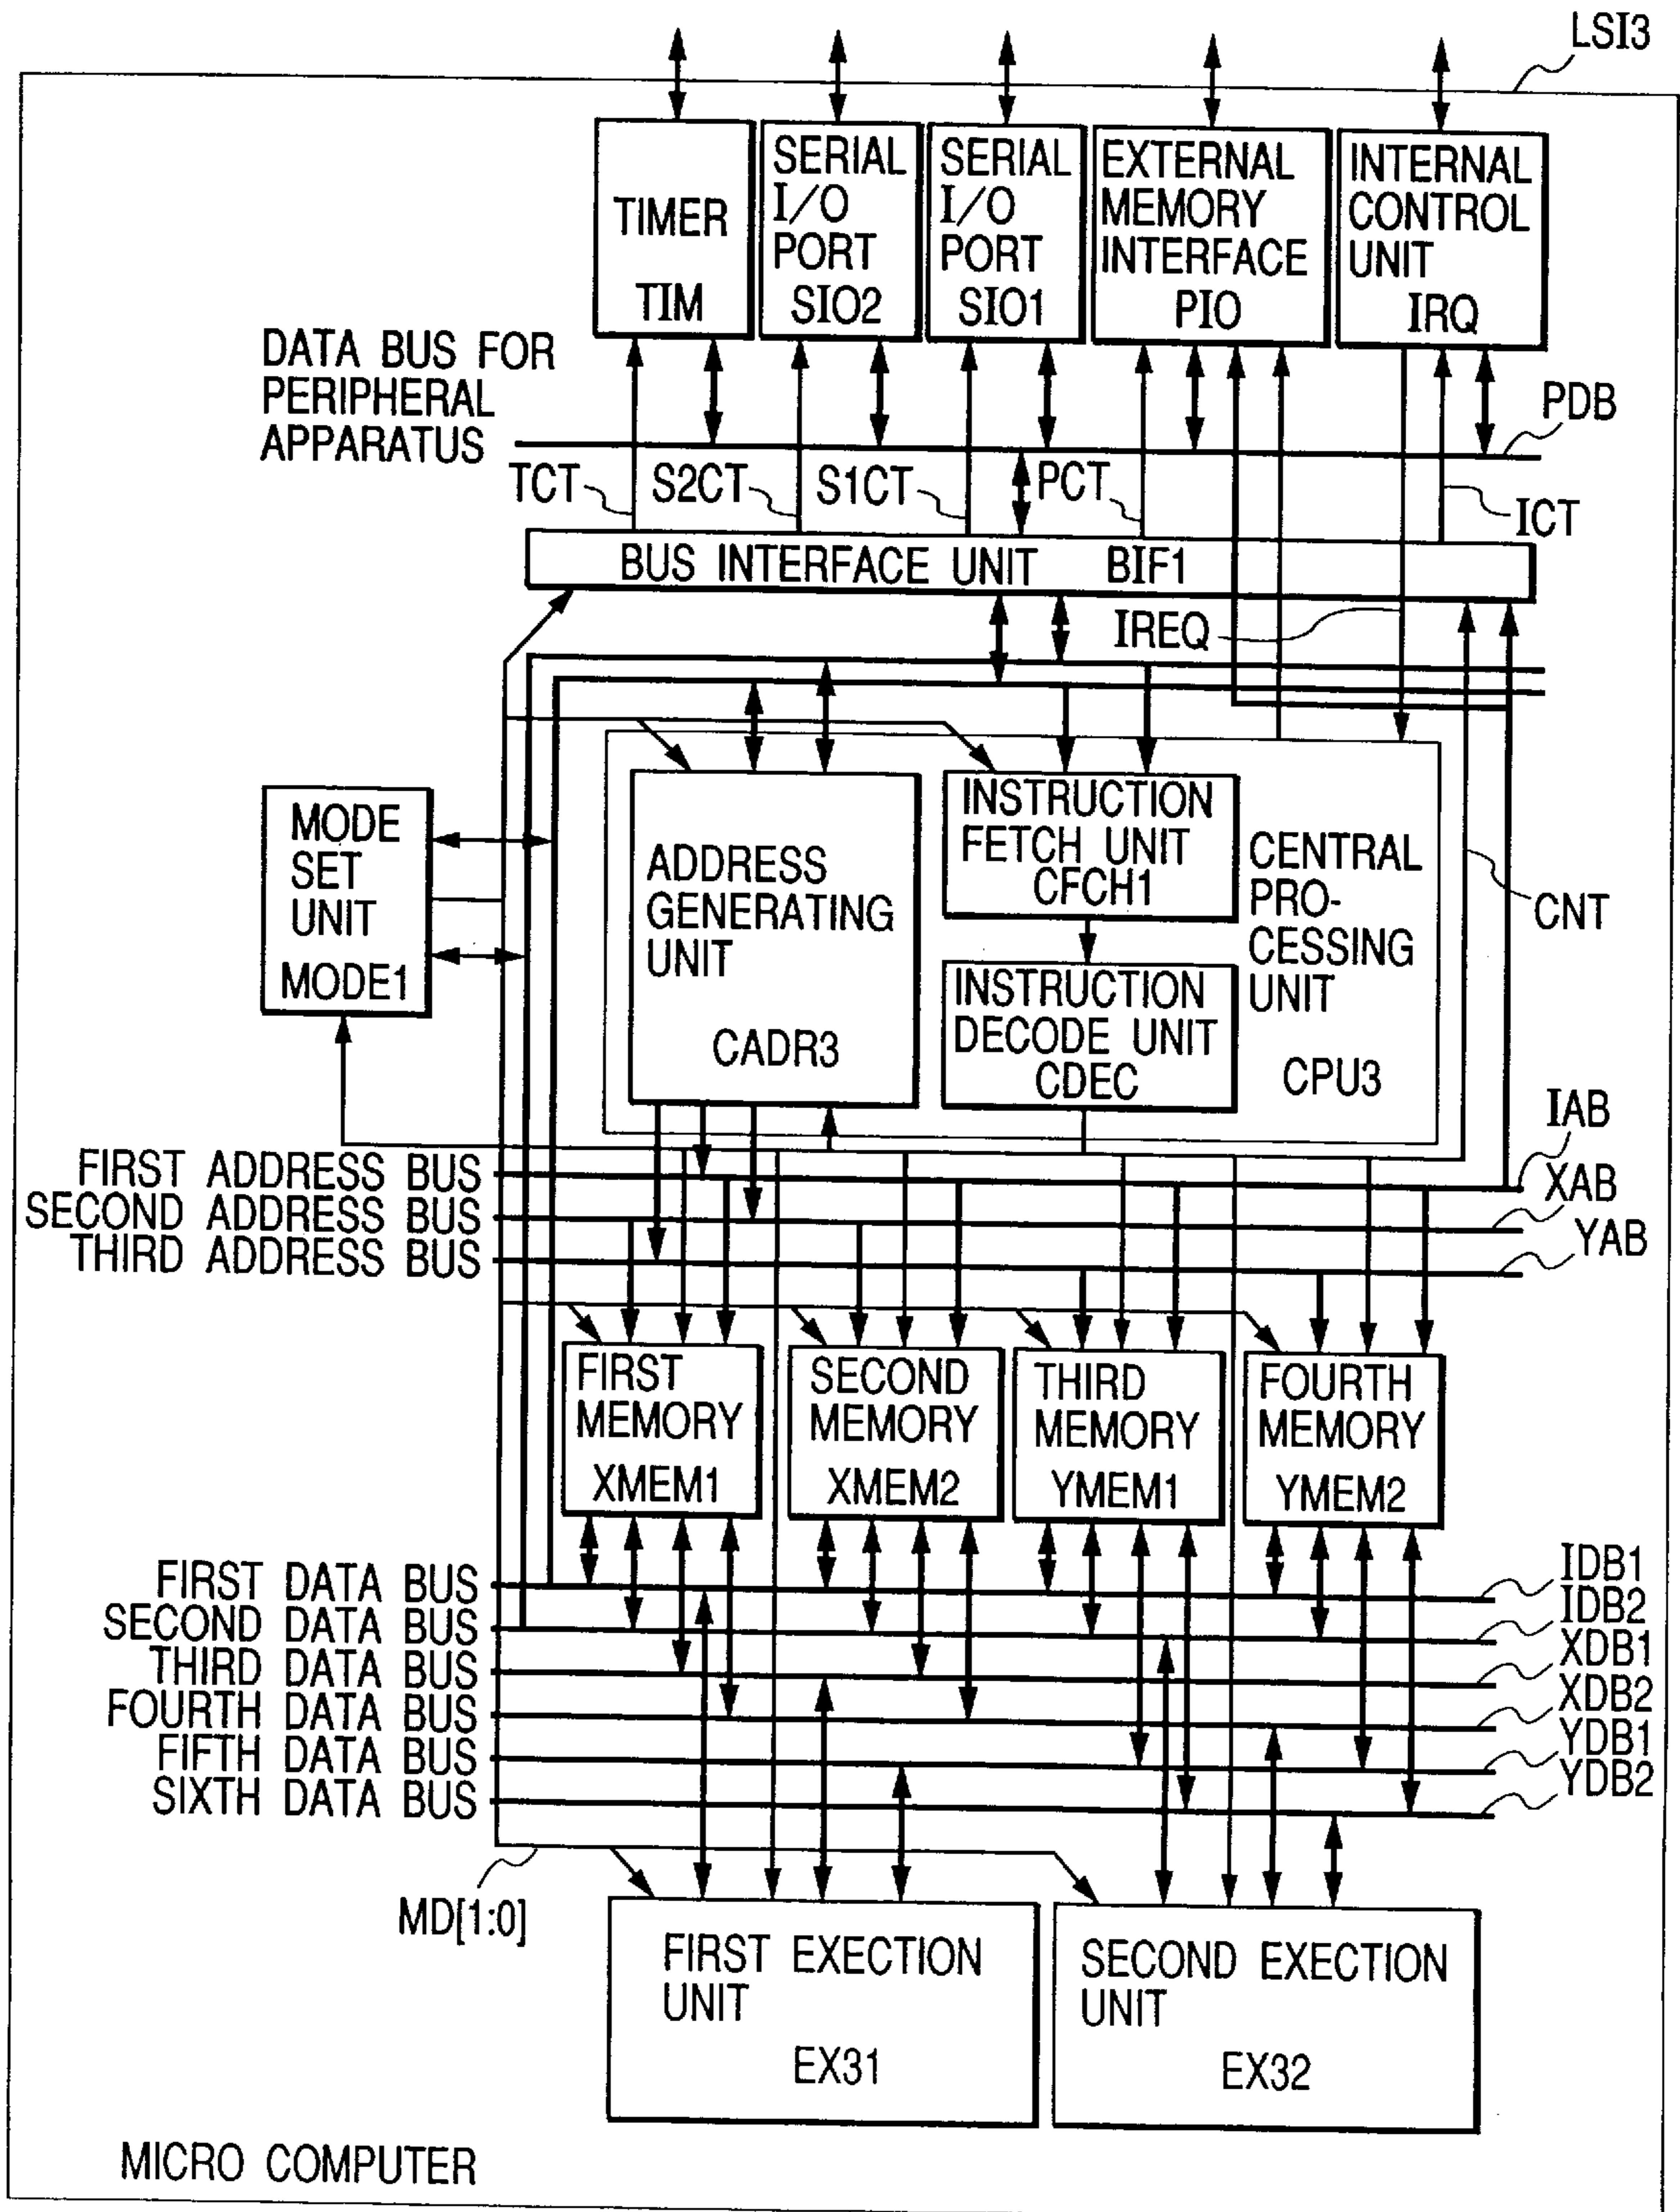 LSI3
TIMER
TIM
SERIAL
I/O
PORT
SIO2
SERIAL
I/O
PORT
SIO1
EXTERNAL
MEMORY
INTERFACE
PIO
INTERNAL
CONTROL
UNIT
IRQ
DATA BUS FOR
PERIPHERAL
APPARATUS
PDB
TCT
S2CT
S1CT
PCT
ICT
BUS INTERFACE UNIT BIF1
IREQ
MODE
SET
UNIT
MODE1
ADDRESS
GENERATING
UNIT
CADR3
INSTRUCTION
FETCH UNIT
CFCH1
INSTRUCTION
DECODE UNIT
CDEC
CENTRAL
PRO-
CESSING
UNIT
CPU3
CNT
FIRST ADDRESS BUS
IAB
SECOND ADDRESS BUS
XAB
THIRD ADDRESS BUS
YAB
FIRST
MEMORY
XMEM1
SECOND
MEMORY
XMEM2
THIRD
MEMORY
YMEM1
FOURTH
MEMORY
YMEM2
FIRST DATA BUS
IDB1
SECOND DATA BUS
IDB2
THIRD DATA BUS
XDB1
FOURTH DATA BUS
XDB2
FIFTH DATA BUS
YDB1
SIXTH DATA BUS
YDB2
MD[1:0]
FIRST EXECTION
UNIT
EX31
SECOND EXECTION
UNIT
EX32
MICRO COMPUTER